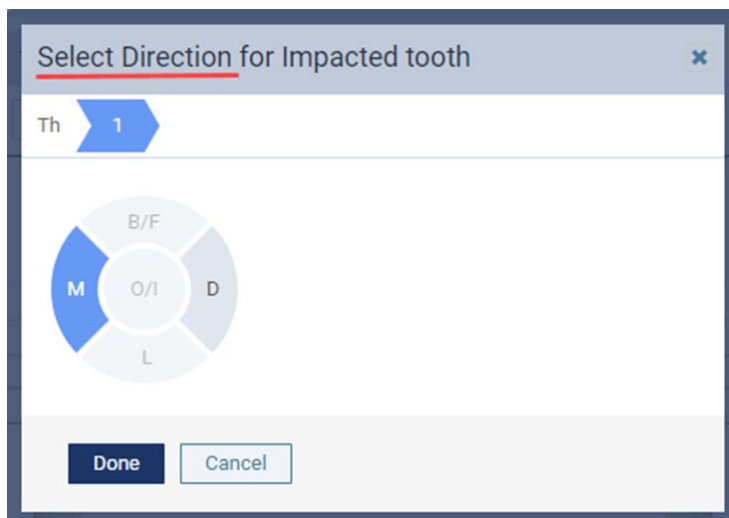 Select Direction for Impacted tooth
Th 1
B/F
M O/I D
L
Done Cancel